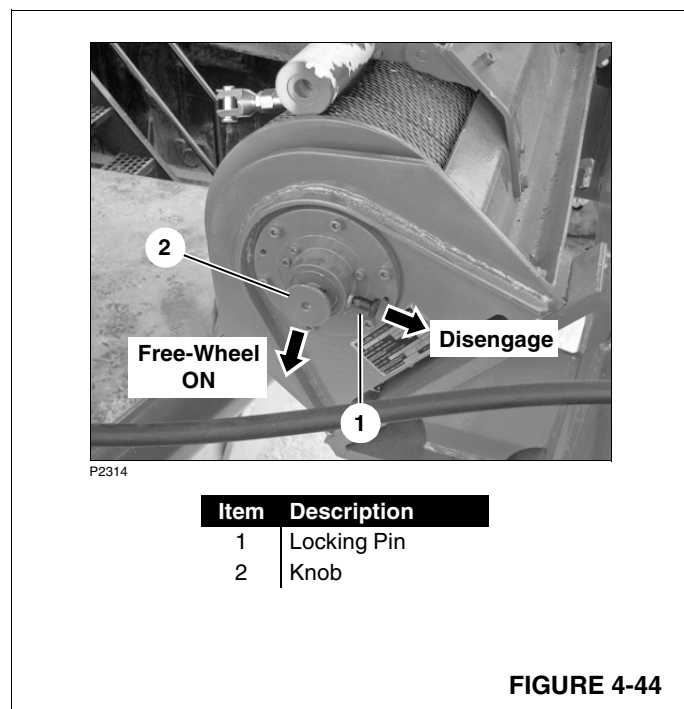 2
Free-Wheel
ON
Disengage
1
P2314
Item Description
1 Locking Pin
2 Knob
FIGURE 4-44